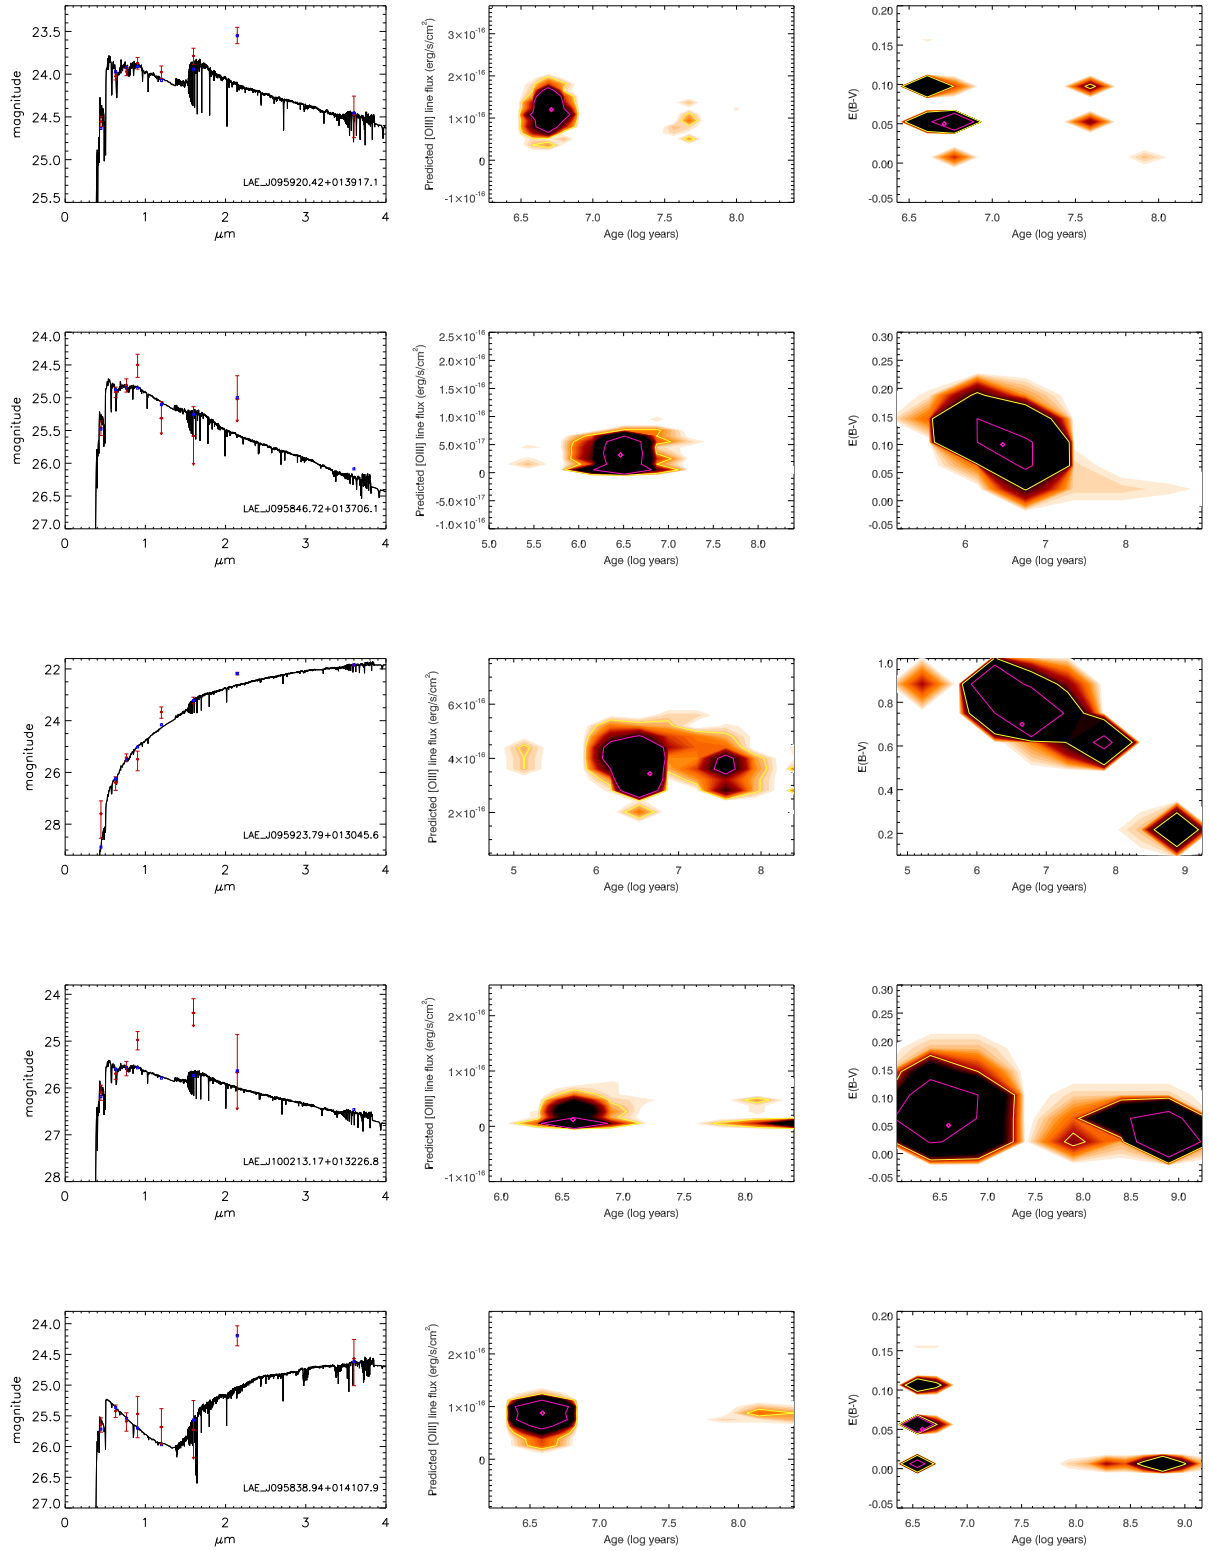 magnitude
23.5
24.0
24.5
25.0
25.5
0 1 2 3 4
μm
LAE_J095920.42+013917.1
Predicted [OIII] line flux (erg/s/cm²)
3×10⁻¹⁶
2×10⁻¹⁶
1×10⁻¹⁶
0
-1×10⁻¹⁶
6.5 7.0 7.5 8.0
Age (log years)
E(B-V)
0.20
0.15
0.10
0.05
0.00
-0.05
6.5 7.0 7.5 8.0
Age (log years)
magnitude
24.0
24.5
25.0
25.5
26.0
26.5
27.0
0 1 2 3 4
μm
LAE_J095846.72+013706.1
Predicted [OIII] line flux (erg/s/cm²)
2.5×10⁻¹⁶
2.0×10⁻¹⁶
1.5×10⁻¹⁶
1.0×10⁻¹⁶
5.0×10⁻¹⁷
0
-5.0×10⁻¹⁷
-1.0×10⁻¹⁶
5.0 5.5 6.0 6.5 7.0 7.5 8.0
Age (log years)
E(B-V)
0.30
0.25
0.20
0.15
0.10
0.05
0.00
-0.05
6 7 8
Age (log years)
magnitude
22
24
26
28
0 1 2 3 4
μm
LAE_J095923.79+013045.6
Predicted [OIII] line flux (erg/s/cm²)
6×10⁻¹⁶
4×10⁻¹⁶
2×10⁻¹⁶
5 6 7 8
Age (log years)
E(B-V)
1.0
0.8
0.6
0.4
0.2
5 6 7 8 9
Age (log years)
magnitude
24
25
26
27
28
0 1 2 3 4
μm
LAE_J100213.17+013226.8
Predicted [OIII] line flux (erg/s/cm²)
2×10⁻¹⁶
1×10⁻¹⁶
0
-1×10⁻¹⁶
6.0 6.5 7.0 7.5 8.0
Age (log years)
E(B-V)
0.30
0.25
0.20
0.15
0.10
0.05
0.00
-0.05
6.5 7.0 7.5 8.0 8.5 9.0
Age (log years)
magnitude
24.0
24.5
25.0
25.5
26.0
26.5
27.0
0 1 2 3 4
μm
LAE_J095838.94+014107.9
Predicted [OIII] line flux (erg/s/cm²)
2×10⁻¹⁶
1×10⁻¹⁶
0
6.5 7.0 7.5 8.0
Age (log years)
E(B-V)
0.20
0.15
0.10
0.05
0.00
-0.05
6.5 7.0 7.5 8.0 8.5 9.0
Age (log years)